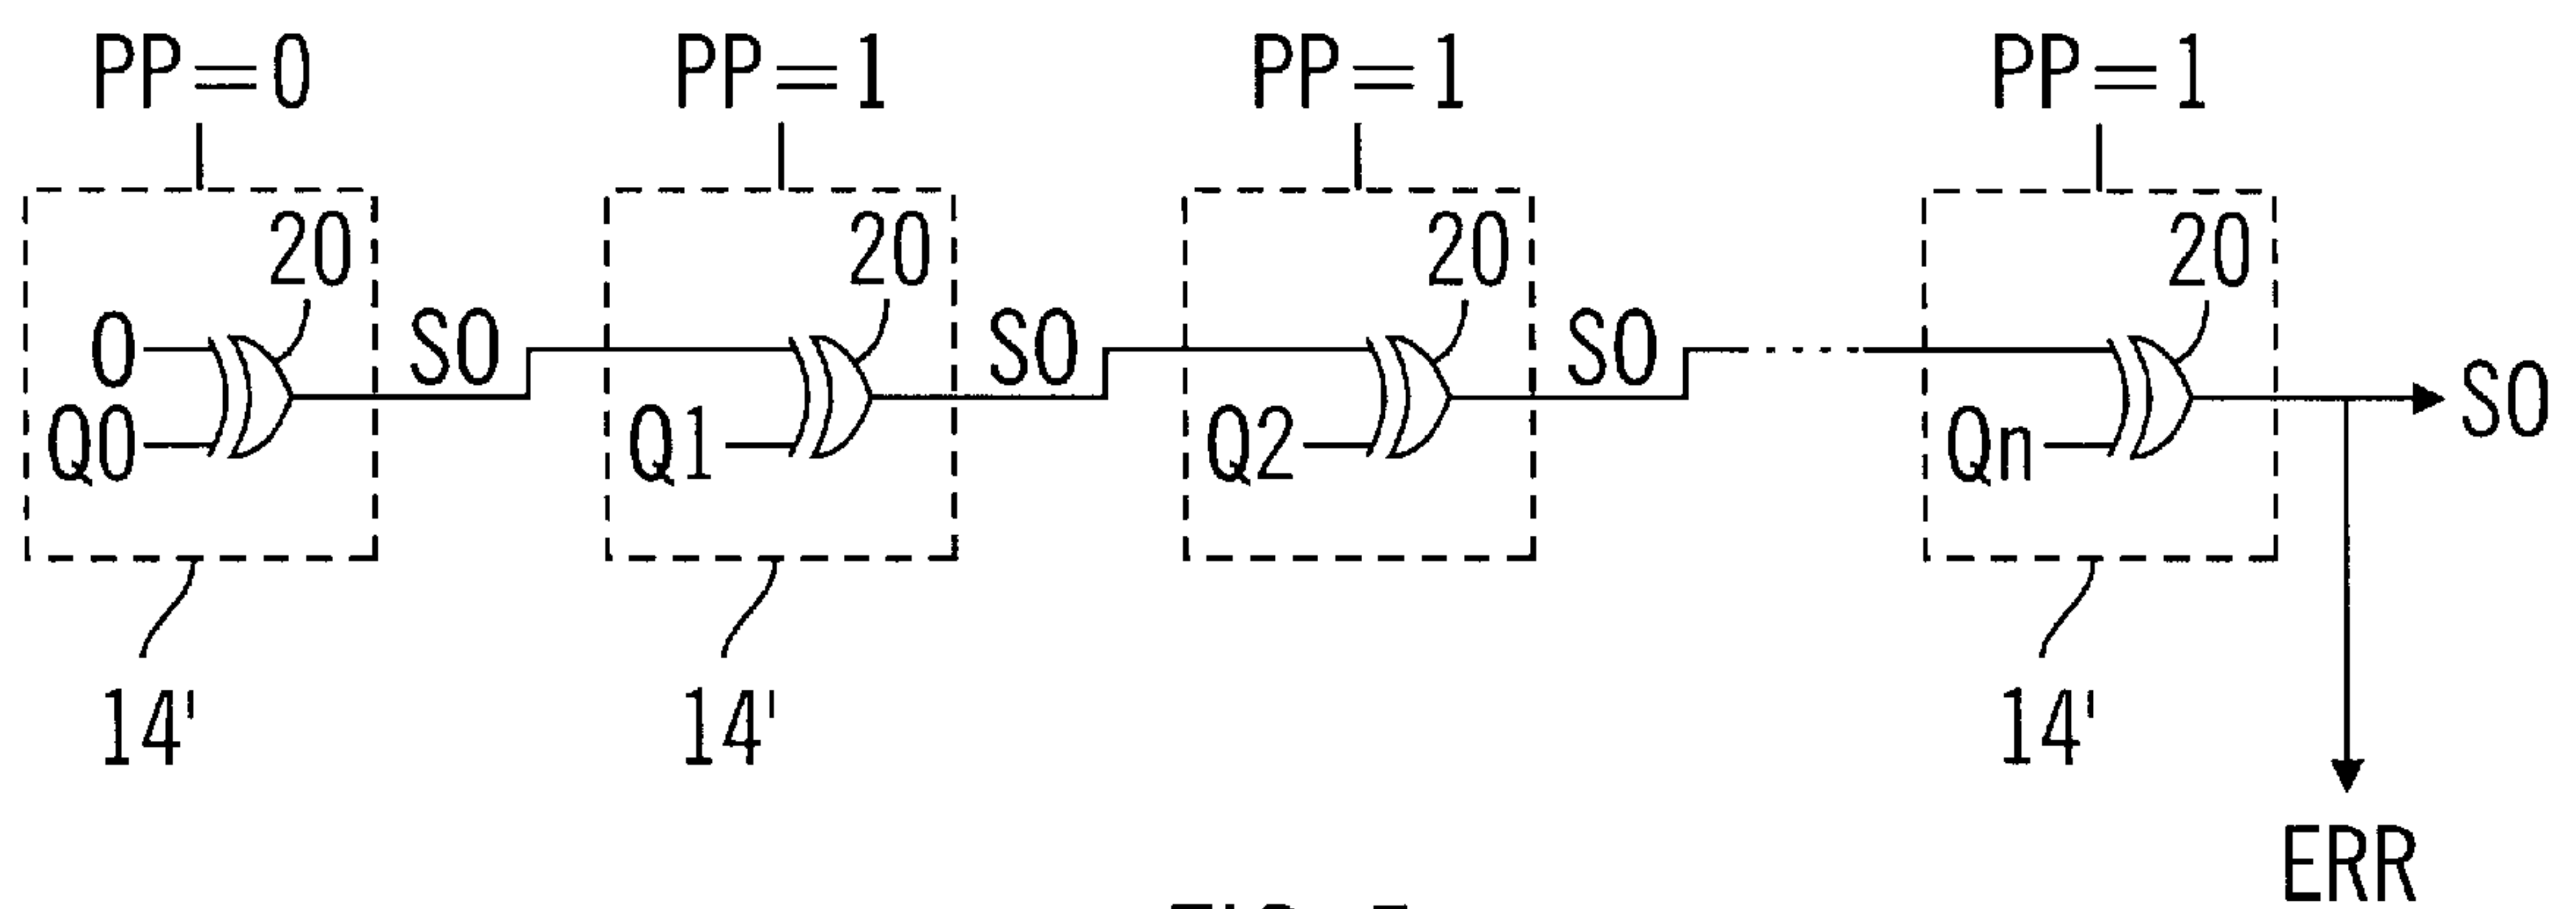 PP=0 PP=1 PP=1 PP=1
20 20 20 20
0 SO SO SO SO
Q0 Q1 Q2 Qn
14' 14' 14'
ERR